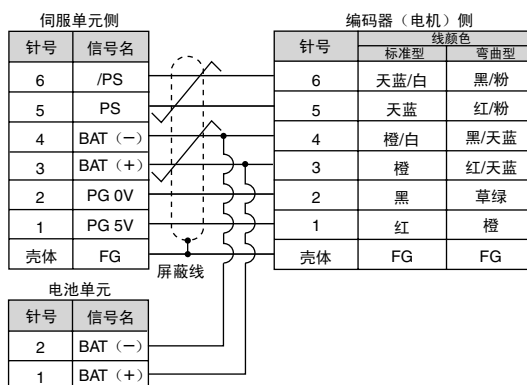 伺服单元侧
编码器（电机）侧
针号 信号名
针号 线颜色
标准型 弯曲型
6 /PS
6 天蓝/白 黑/粉
5 PS
5 天蓝 红/粉
4 BAT（—）
4 橙/白 黑/天蓝
3 BAT（+）
3 橙 红/天蓝
2 PG 0V
2 黑 草绿
1 PG 5V
1 红 橙
壳体 FG
壳体 FG FG
屏蔽线
电池单元
针号 信号名
2 BAT（—）
1 BAT（+）